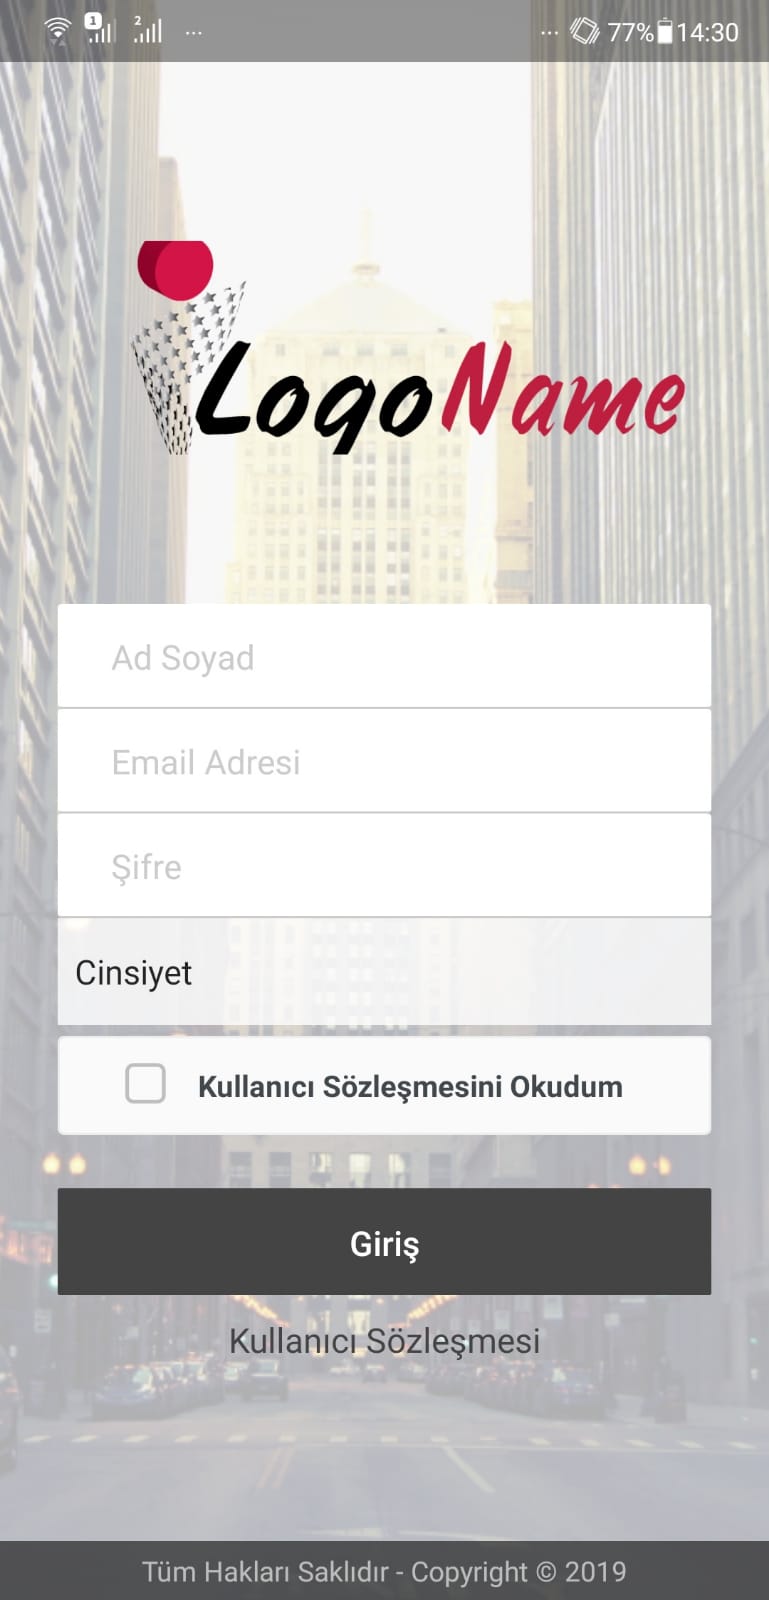 1 2 ... ... 77% 14:30
LogoName
Ad Soyad
Email Adresi
Şifre
Cinsiyet
Kullanıcı Sözleşmesini Okudum
Giriş
Kullanıcı Sözleşmesi
Tüm Hakları Saklıdır - Copyright © 2019